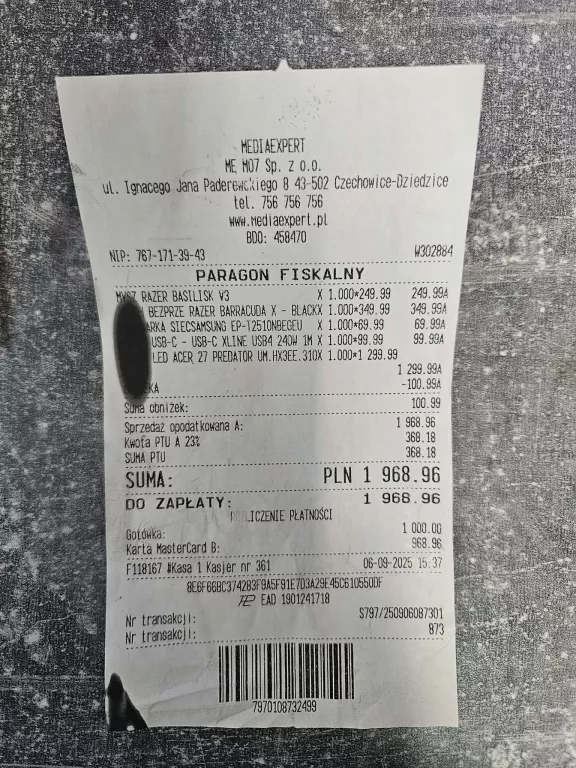 MEDIAEXPERT
ME M07 Sp. z o.o.
ul. Ignacego Jana Paderewskiego 8 43-502 Czechowice-Dziedzice
tel. 756 756 756
www.mediaexpert.pl
BDO: 458470
NIP: 767-171-39-43 W302884
PARAGON FISKALNY
MYSZ RAZER BASILISK V3 X 1.000*249.99 249.99A
BEZPRZE RAZER BARRACUDA X - BLACKX 1.000*349.99 349.99A
ARKA SIECSAMSUNG EP-T2510NBEGEU X 1.000*69.99 69.99A
USB-C - USB-C XLINE USB4 240W 1M X 1.000*99.99 99.99A
LED ACER 27 PREDATOR UM.HX3EE.310X 1.000*1 299.99
1 299.99A
-100.99A
Suma obniżek: 100.99
Sprzedaż opodatkowana A: 1 968.96
Kwota PTU A 23% 368.18
SUMA PTU 368.18
SUMA: PLN 1 968.96
DO ZAPŁATY: 1 968.96
ROZLICZENIE PŁATNOŚCI
Gotówka: 1 000.00
Karta MasterCard B: 968.96
F118167 #Kasa 1 Kasjer nr 361 06-09-2025 15:37
8E6F66BC374283F9A5F91E7D3A29E45C610550DF
EAD 1901241718
Nr transakcji: S797/250906087301
Nr transakcji: 873
7970108732499